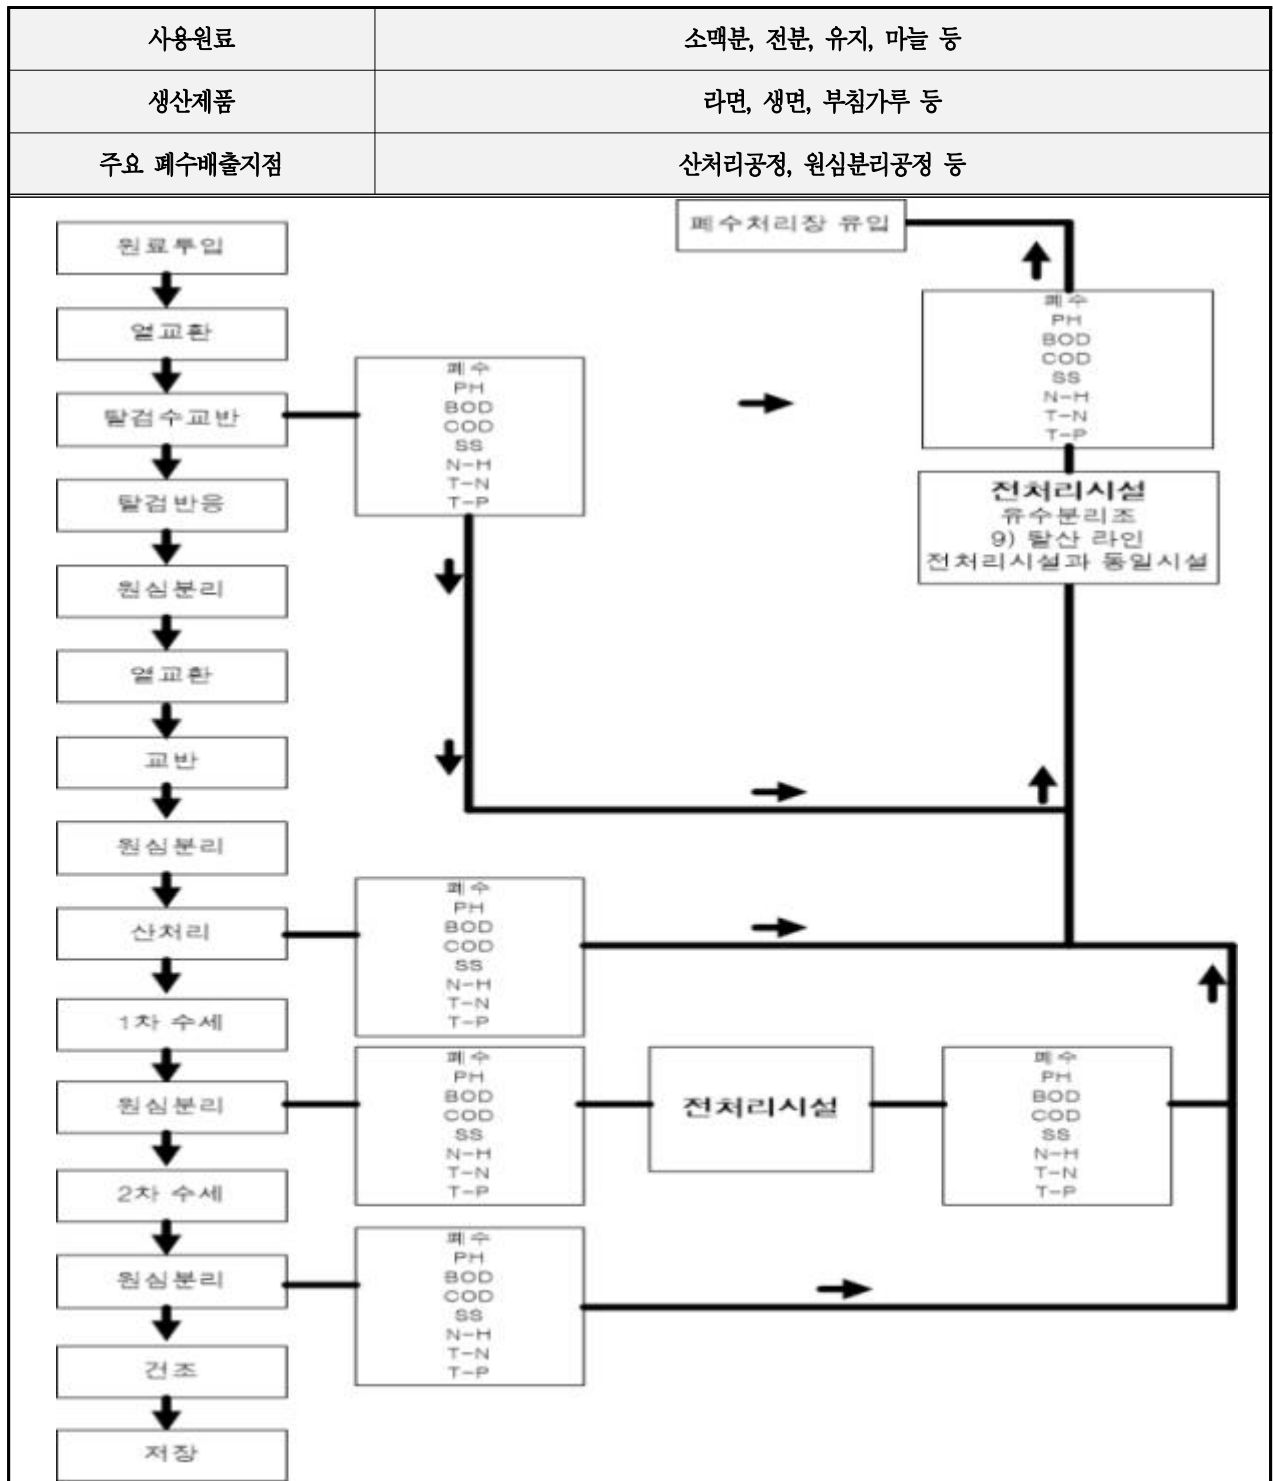 사용원료 소맥분, 전분, 유지, 마늘 등
생산제품 라면, 생면, 부침가루 등
주요 폐수배출지점 산처리공정, 원심분리공정 등
원료투입
열교환
탈검수교반
탈검반응
원심분리
열교환
교반
원심분리
산처리
1차 수세
원심분리
2차 수세
원심분리
건조
저장
폐수
PH
BOD
COD
SS
N-H
T-N
T-P
폐수처리장 유입
폐수
PH
BOD
COD
SS
N-H
T-N
T-P
전처리시설
유수분리조
9) 탈산 라인
전처리시설과 동일시설
폐수
PH
BOD
COD
SS
N-H
T-N
T-P
폐수
PH
BOD
COD
SS
N-H
T-N
T-P
전처리시설
폐수
PH
BOD
COD
SS
N-H
T-N
T-P
폐수
PH
BOD
COD
SS
N-H
T-N
T-P